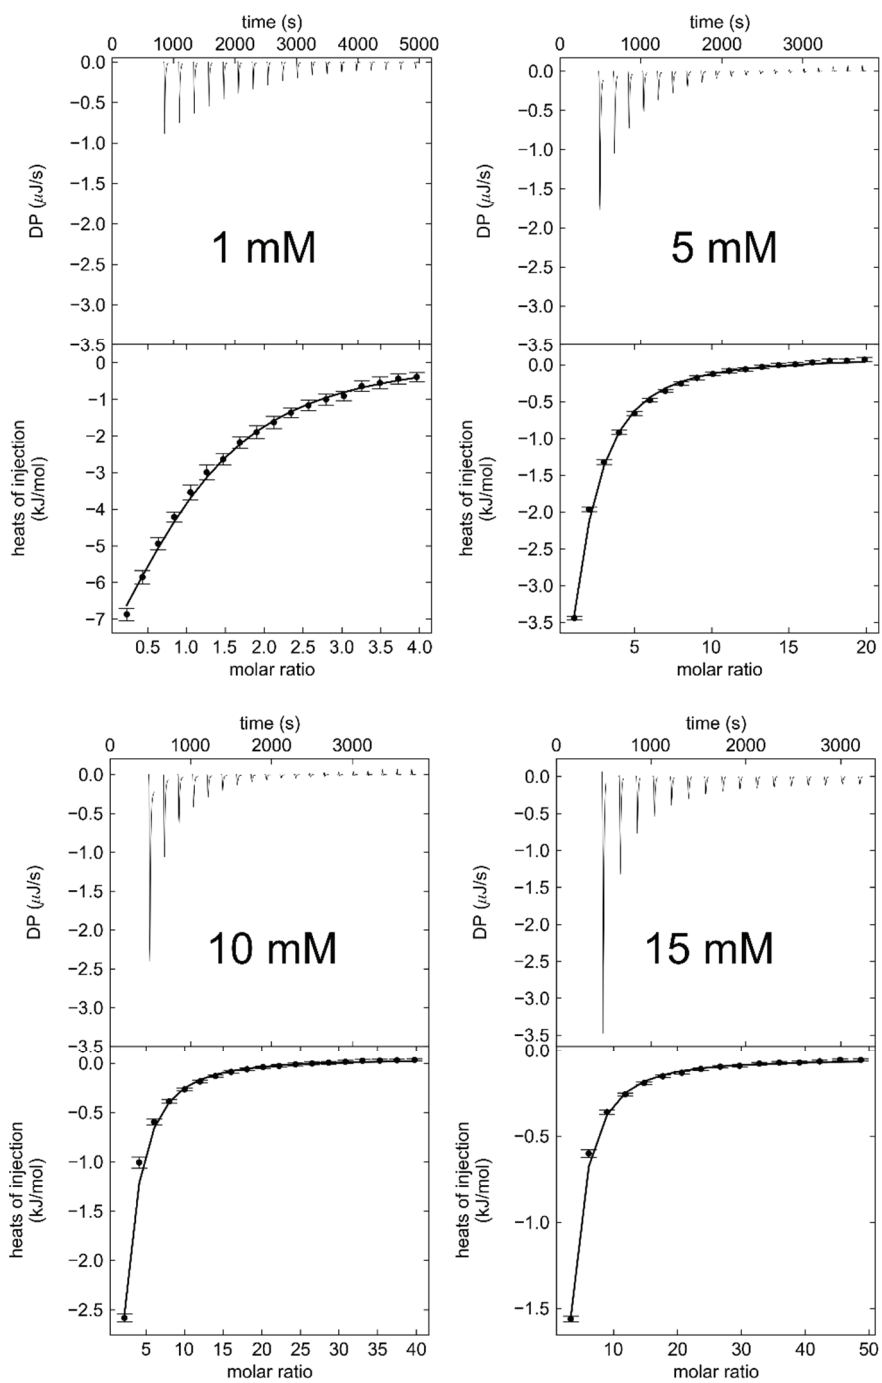 time (s)
0 1000 2000 3000 4000 5000
0.0
−0.5
−1.0
−1.5
−2.0
−2.5
−3.0
−3.5
DP (μJ/s)
1 mM
0
−1
−2
−3
−4
−5
−6
−7
heats of injection
(kJ/mol)
0.5 1.0 1.5 2.0 2.5 3.0 3.5 4.0
molar ratio
time (s)
0 1000 2000 3000
0.0
−0.5
−1.0
−1.5
−2.0
−2.5
−3.0
−3.5
DP (μJ/s)
5 mM
0.0
−0.5
−1.0
−1.5
−2.0
−2.5
−3.0
−3.5
heats of injection
(kJ/mol)
5 10 15 20
molar ratio
time (s)
0 1000 2000 3000
0.0
−0.5
−1.0
−1.5
−2.0
−2.5
−3.0
−3.5
DP (μJ/s)
10 mM
0.0
−0.5
−1.0
−1.5
−2.0
−2.5
heats of injection
(kJ/mol)
5 10 15 20 25 30 35 40
molar ratio
time (s)
0 1000 2000 3000
0.0
−0.5
−1.0
−1.5
−2.0
−2.5
−3.0
−3.5
DP (μJ/s)
15 mM
0.0
−0.5
−1.0
−1.5
heats of injection
(kJ/mol)
10 20 30 40 50
molar ratio